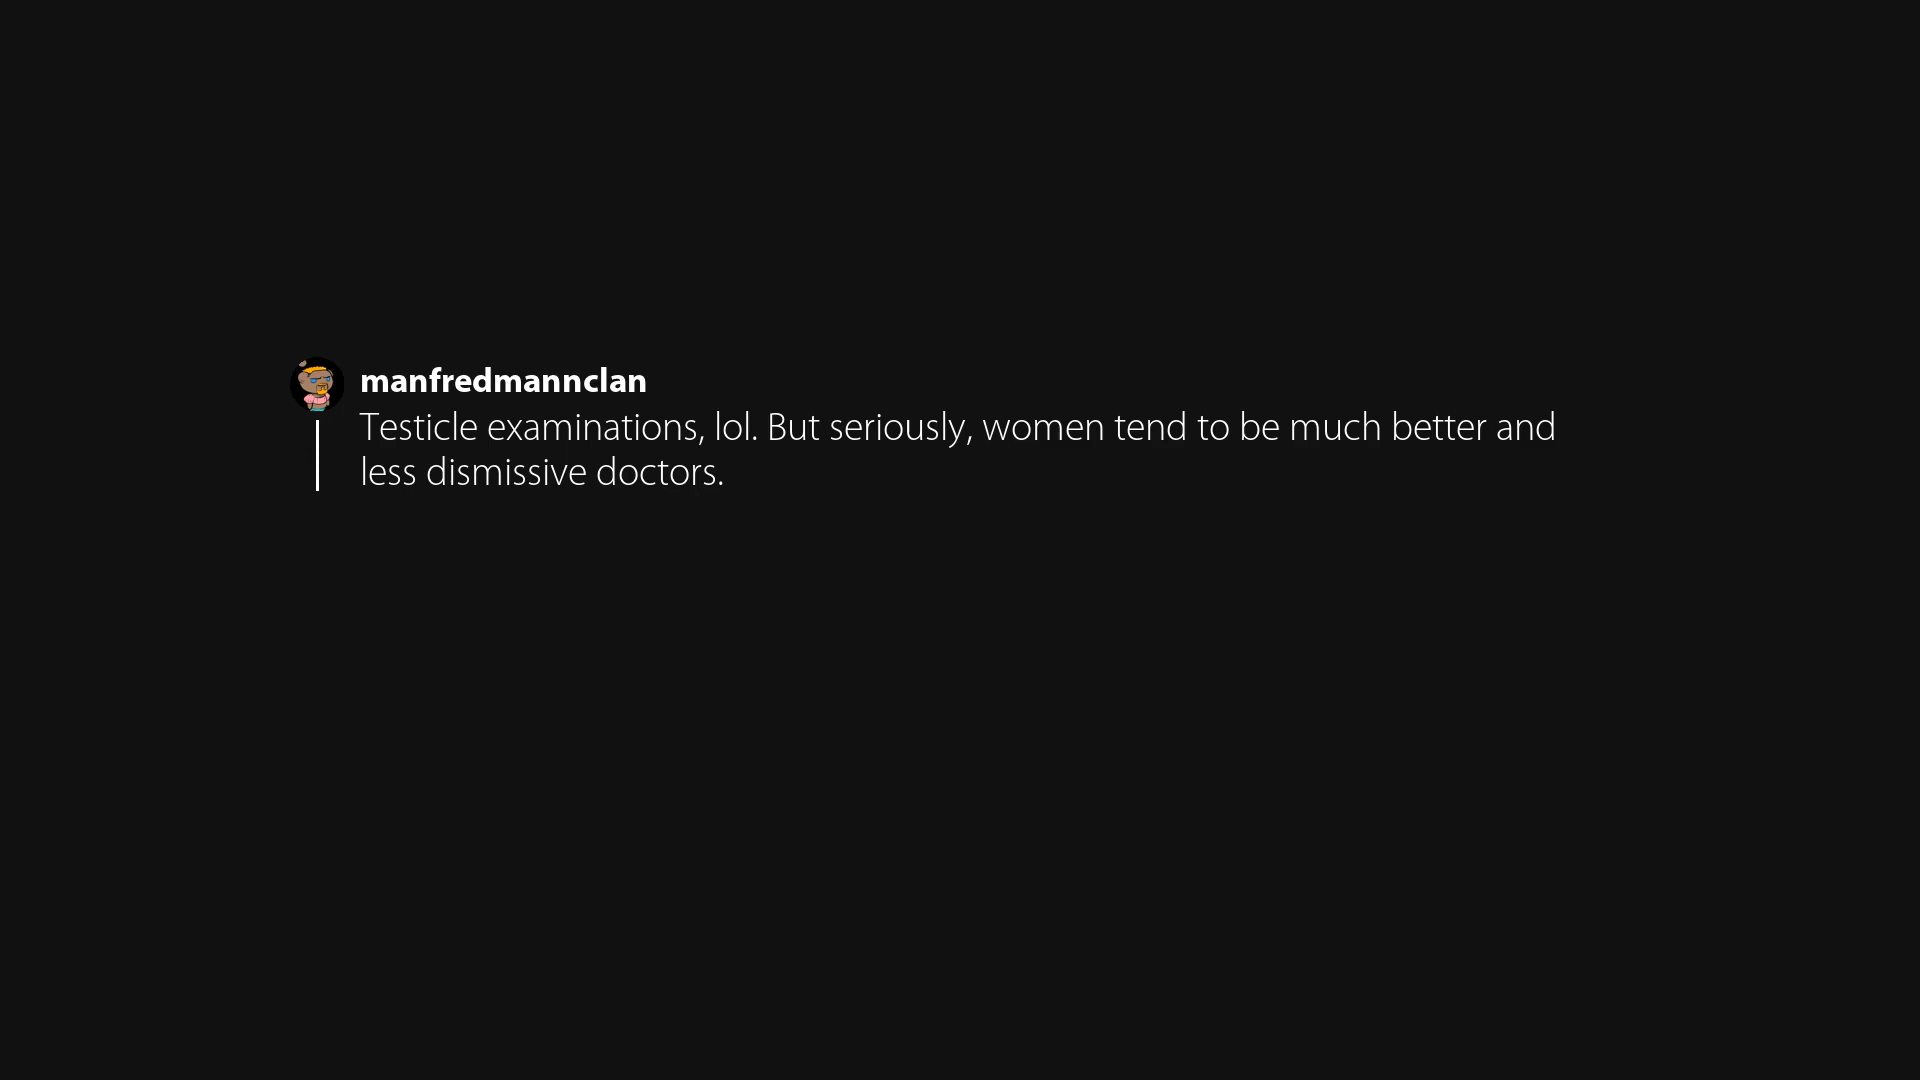 manfredmannclan
Testicle examinations, lol. But seriously, women tend to be much better and
less dismissive doctors.